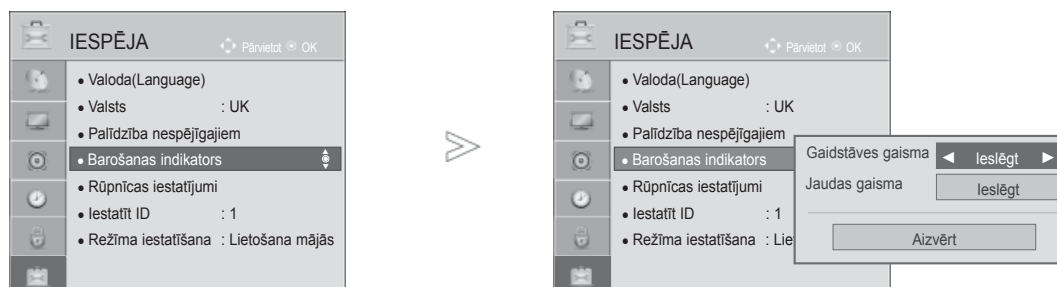 IESPĒJA Pārvietot OK
• Valoda(Language)
• Valsts : UK
• Palīdzība nespējīgajiem
• Barošanas indikators
• Rūpnīcas iestatījumi
• Iestatīt ID : 1
• Režīma iestatīšana : Lietošana mājās
IESPĒJA Pārvietot OK
• Valoda(Language)
• Valsts : UK
• Palīdzība nespējīgajiem
• Barošanas indikators
• Rūpnīcas iestatījumi
• Iestatīt ID : 1
• Režīma iestatīšana : Lie
Gaidstāves gaisma ◀ Ieslēgt ▶
Jaudas gaisma Ieslēgt
Aizvērt